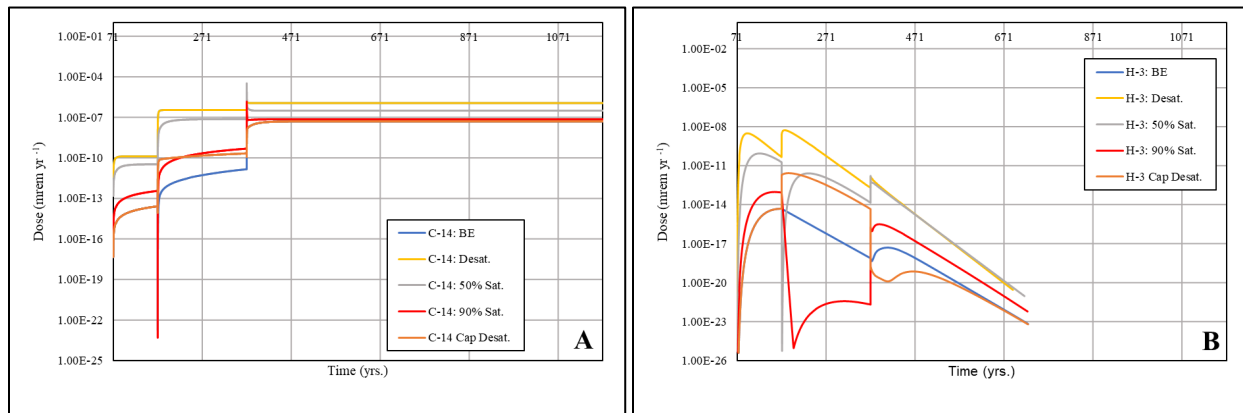 1.00E-01
71
271
471
671
871
1071
1.00E-04
1.00E-07
1.00E-10
1.00E-13
1.00E-16
1.00E-19
1.00E-22
1.00E-25
Dose (mrem yr -1)
C-14: BE
C-14: Desat.
C-14: 50% Sat.
C-14: 90% Sat.
C-14 Cap Desat.
A
Time (yrs.)
1.00E-02
71
271
471
671
871
1071
1.00E-05
1.00E-08
1.00E-11
1.00E-14
1.00E-17
1.00E-20
1.00E-23
1.00E-26
Dose (mrem yr -1)
H-3: BE
H-3: Desat.
H-3: 50% Sat.
H-3: 90% Sat.
H-3 Cap Desat.
B
Time (yrs.)